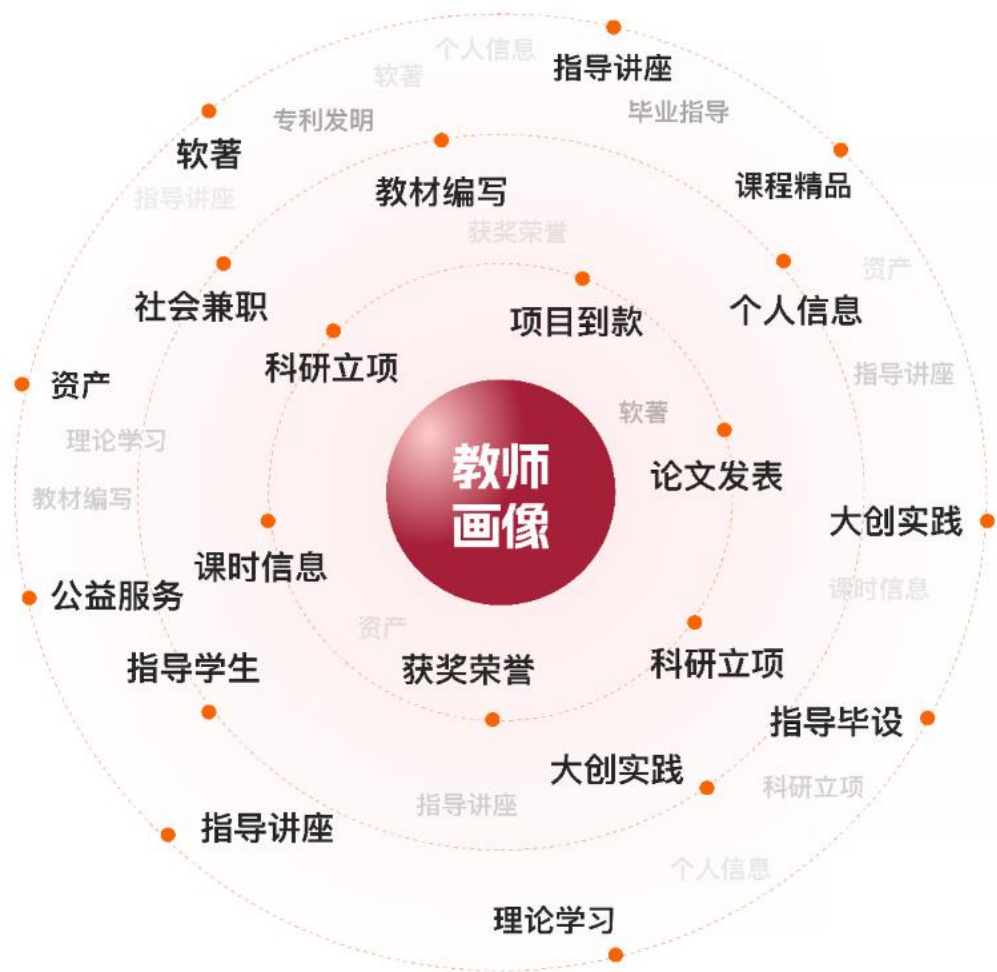 个人信息
指导讲座
软著
毕业指导
专利发明
软著
课程精品
教材编写
指导讲座
获奖荣誉
资产
社会兼职
个人信息
项目到款
科研立项
指导讲座
资产
软著
理论学习
教师
画像
论文发表
教材编写
大创实践
课时信息
课时信息
公益服务
资产
指导学生
获奖荣誉
科研立项
指导毕设
大创实践
科研立项
指导讲座
指导讲座
个人信息
理论学习